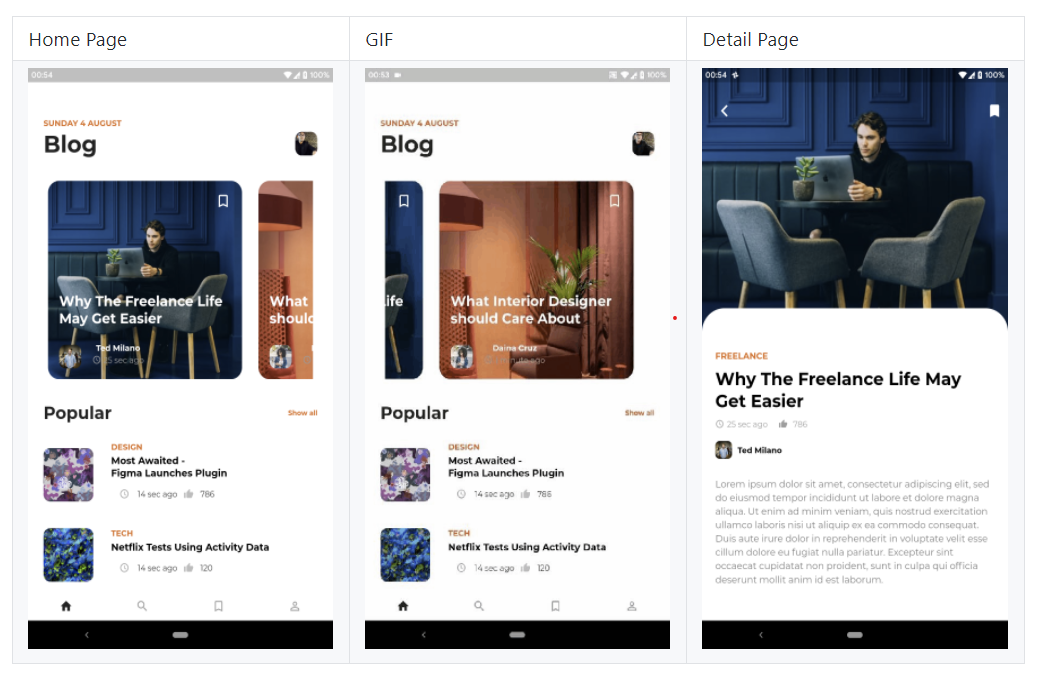 Home Page
GIF
Detail Page
00:54
100%
SUNDAY 4 AUGUST
Blog
Why The Freelance Life
May Get Easier
Ted Milano
25 sec ago
What
should
Popular
Show all
DESIGN
Most Awaited -
Figma Launches Plugin
14 sec ago 786
TECH
Netflix Tests Using Activity Data
14 sec ago 120
00:53
100%
SUNDAY 4 AUGUST
Blog
ife
What Interior Designer
should Care About
Daina Cruz
ago
Popular
Show all
DESIGN
Most Awaited -
Figma Launches Plugin
14 sec ago 786
TECH
Netflix Tests Using Activity Data
14 sec ago 120
00:54
100%
FREELANCE
Why The Freelance Life May
Get Easier
25 sec ago 786
Ted Milano
Lorem ipsum dolor sit amet, consectetur adipiscing elit, sed
do eiusmod tempor incididunt ut labore et dolore magna
aliqua. Ut enim ad minim veniam, quis nostrud exercitation
ullamco laboris nisi ut aliquip ex ea commodo consequat.
Duis aute irure dolor in reprehenderit in voluptate velit esse
cillum dolore eu fugiat nulla pariatur. Excepteur sint
occaecat cupidatat non proident, sunt in culpa qui officia
deserunt mollit anim id est laborum.